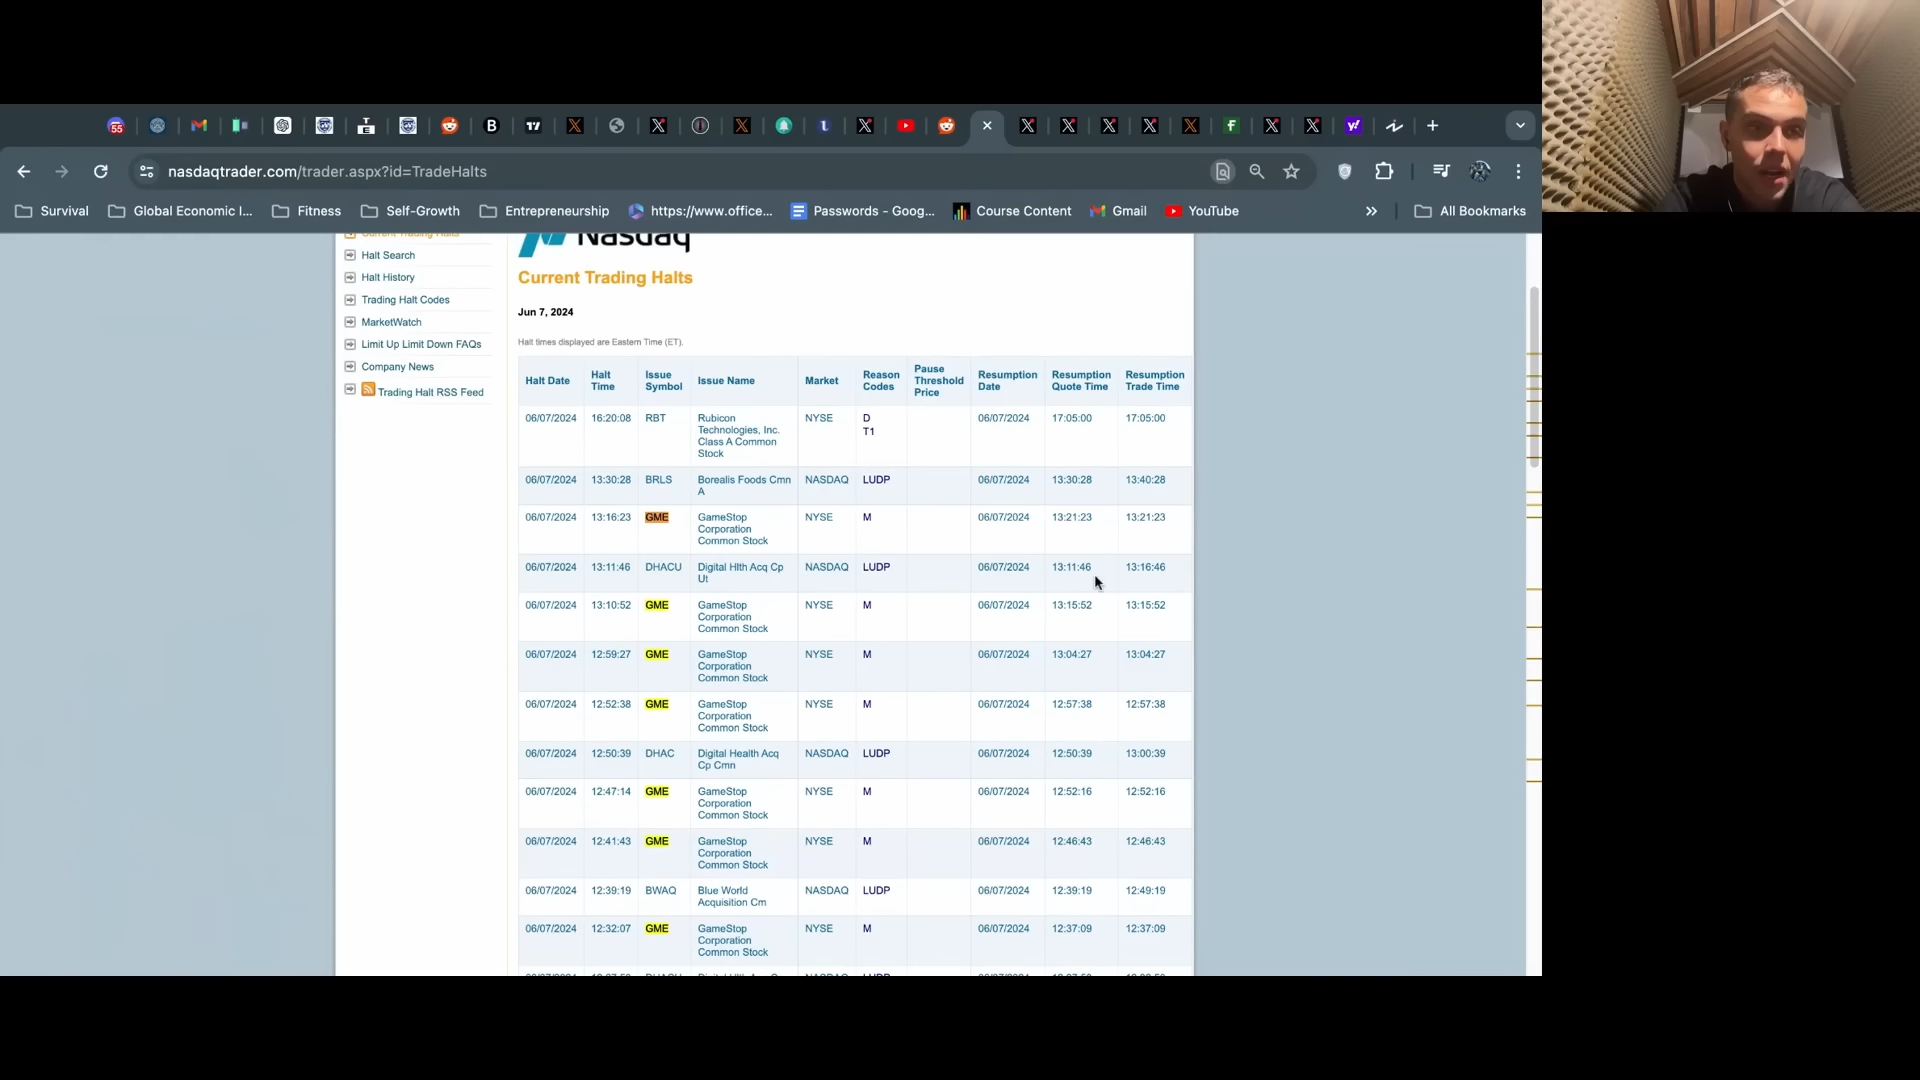 55
nasdaqtrader.com/trader.aspx?id=TradeHalts
Survival
Global Economic I...
Fitness
Self-Growth
Entrepreneurship
https://www.office...
Passwords - Goog...
Course Content
Gmail
YouTube
All Bookmarks
Current Trading Halts
Halt Search
Halt History
Trading Halt Codes
MarketWatch
Limit Up Limit Down FAQs
Company News
Trading Halt RSS Feed
Nasdaq
Current Trading Halts
Jun 7, 2024
Halt times displayed are Eastern Time (ET).
Halt Date Halt Time Issue Symbol Issue Name Market Reason Codes Pause Threshold Price Resumption Date Resumption Quote Time Resumption Trade Time
06/07/2024 16:20:08 RBT Rubicon Technologies, Inc. Class A Common Stock NYSE D T1 06/07/2024 17:05:00 17:05:00
06/07/2024 13:30:28 BRLS Borealis Foods Cmn A NASDAQ LUDP 06/07/2024 13:30:28 13:40:28
06/07/2024 13:16:23 GME GameStop Corporation Common Stock NYSE M 06/07/2024 13:21:23 13:21:23
06/07/2024 13:11:46 DHACU Digital Hlth Acq Cp Ut NASDAQ LUDP 06/07/2024 13:11:46 13:16:46
06/07/2024 13:10:52 GME GameStop Corporation Common Stock NYSE M 06/07/2024 13:15:52 13:15:52
06/07/2024 12:59:27 GME GameStop Corporation Common Stock NYSE M 06/07/2024 13:04:27 13:04:27
06/07/2024 12:52:38 GME GameStop Corporation Common Stock NYSE M 06/07/2024 12:57:38 12:57:38
06/07/2024 12:50:39 DHAC Digital Health Acq Cp Cmn NASDAQ LUDP 06/07/2024 12:50:39 13:00:39
06/07/2024 12:47:14 GME GameStop Corporation Common Stock NYSE M 06/07/2024 12:52:16 12:52:16
06/07/2024 12:41:43 GME GameStop Corporation Common Stock NYSE M 06/07/2024 12:46:43 12:46:43
06/07/2024 12:39:19 BWAQ Blue World Acquisition Cm NASDAQ LUDP 06/07/2024 12:39:19 12:49:19
06/07/2024 12:32:07 GME GameStop Corporation Common Stock NYSE M 06/07/2024 12:37:09 12:37:09